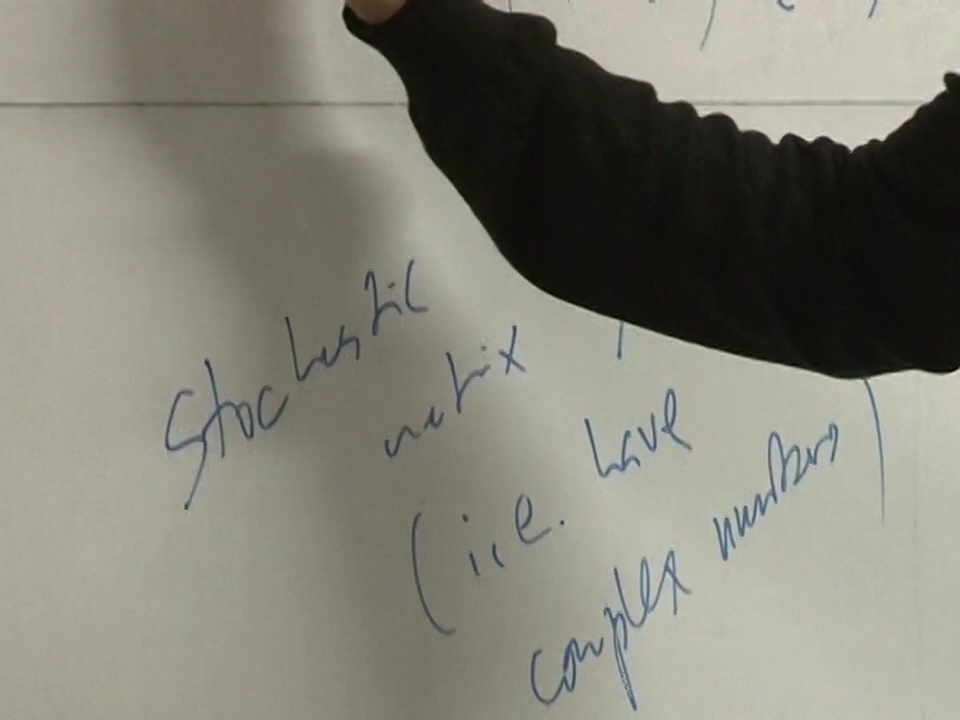 Stochastic
matrix
(i.e. have
complex numbers)